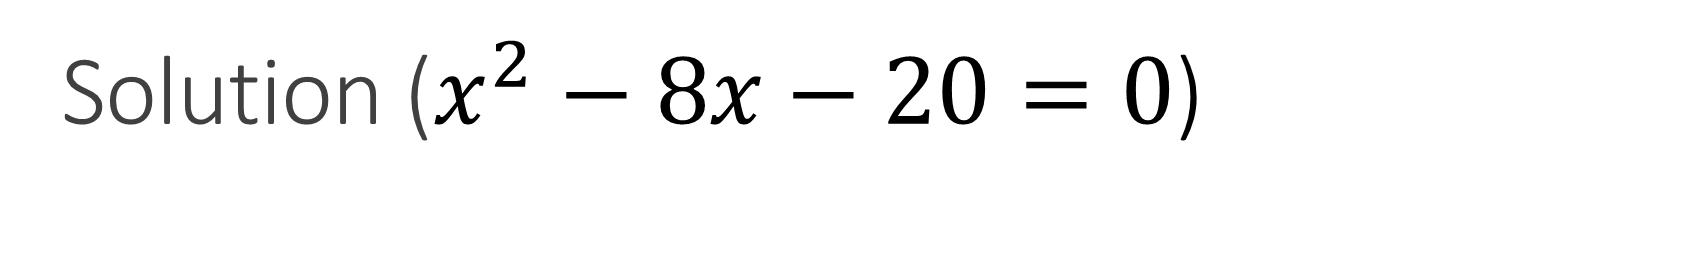 Solution (𝑥² − 8𝑥 − 20 = 0)